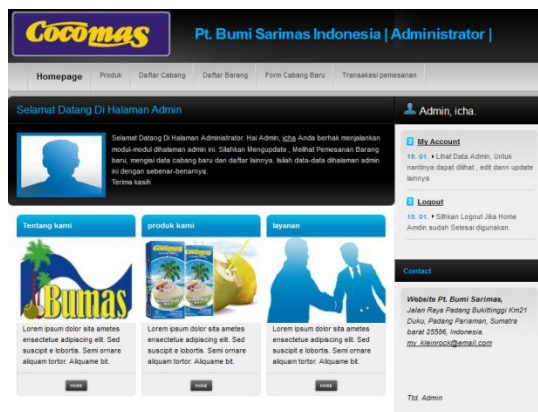 Cocomas
Pt. Bumi Sarimas Indonesia | Administrator |
Homepage Produk Daftar Cabang Daftar Barang Form Cabang Baru Transakasi pemesanan
Selamat Datang Di Halaman Admin
Selamat Datang Di Halaman Administrator. Hai Admin, icha Anda berhak menjalankan
modul-modul dihalaman admin ini. Silahkan Mengupdate , Melihat Pemesanan Barang
baru, mengisi data cabang baru dan daftar lainnya. Isilah data-data dihalaman admin
ini dengan sebenar-benarnya.
Terima kasih
Admin, icha.
My Account
15. 01. Lihat Data Admin, Untuk
nantinya dapat dilihat , edit dann update
lainnya
Logout
15. 01. Silhkan Logout Jika Home
Amdin sudah Selesai digunakan.
Tentang kami
Bumas
Lorem ipsum dolor sita ametes
ensectetue adipiscing elit. Sed
suscipit e lobortis. Semi ornare
aliquam tortor. Aliquame bit.
MORE
produk kami
Cocomas
Lorem ipsum dolor sita ametes
ensectetue adipiscing elit. Sed
suscipit e lobortis. Semi ornare
aliquam tortor. Aliquame bit.
MORE
layanan
Lorem ipsum dolor sita ametes
ensectetue adipiscing elit. Sed
suscipit e lobortis. Semi ornare
aliquam tortor. Aliquame bit.
MORE
Contact
Website Pt. Bumi Sarimas,
Jalan Raya Padang Bukittinggi Km21
Duku, Padang Pariaman, Sumatra
barat 25586, Indonesia.
my_kleinrock@email.com
Ttd. Admin